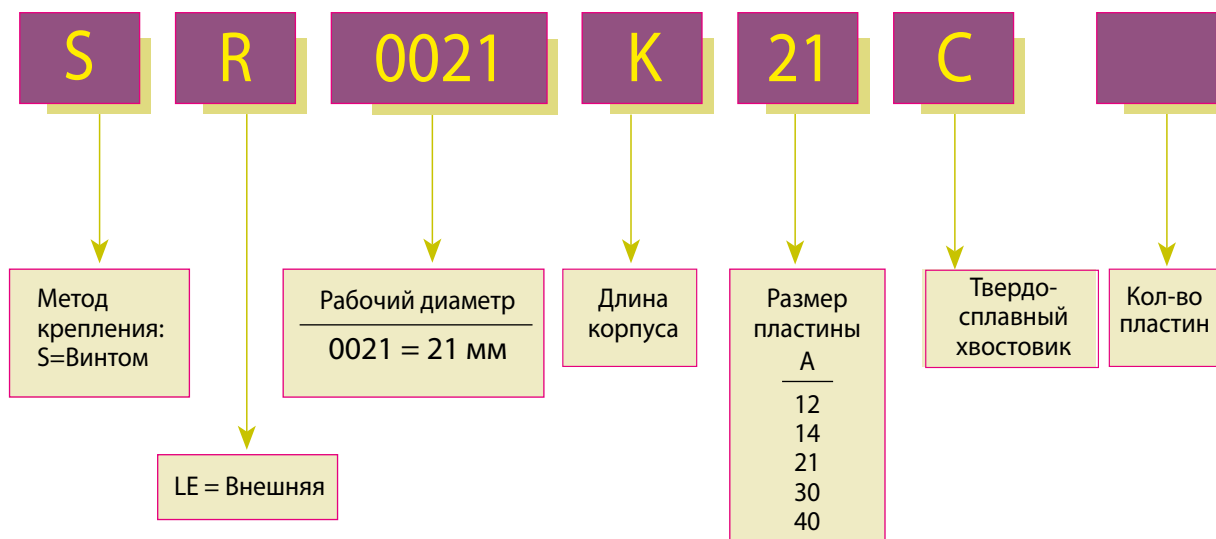 S R 0021 K 21 C
Метод
крепления:
S=Винтом
LE = Внешняя
Рабочий диаметр
0021 = 21 мм
Длина
корпуса
Размер
пластины
A
12
14
21
30
40
Твердо-
сплавный
хвостовик
Кол-во
пластин